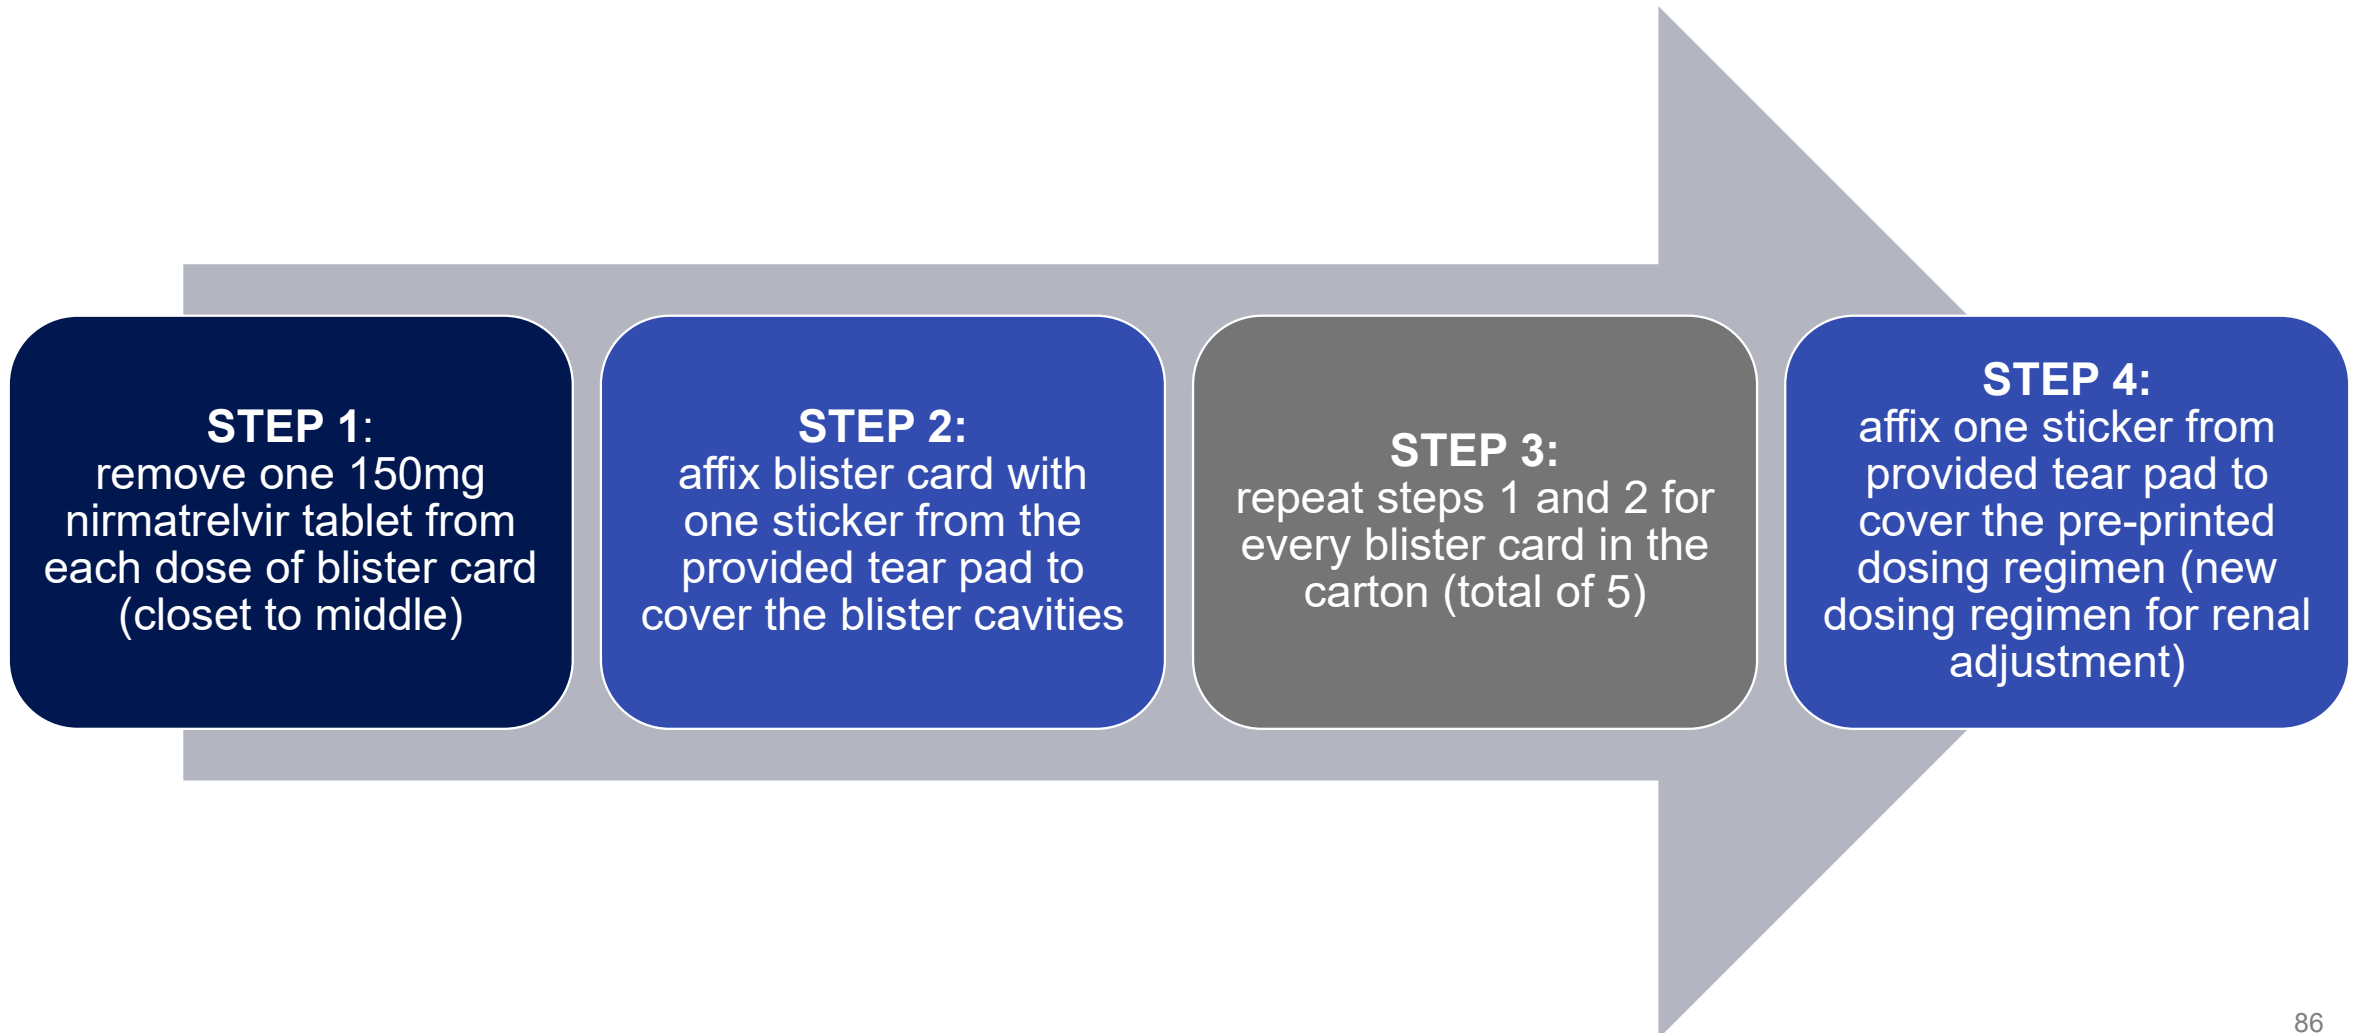 STEP 1:
remove one 150mg
nirmatrelvir tablet from
each dose of blister card
(closet to middle)
STEP 2:
affix blister card with
one sticker from the
provided tear pad to
cover the blister cavities
STEP 3:
repeat steps 1 and 2 for
every blister card in the
carton (total of 5)
STEP 4:
affix one sticker from
provided tear pad to
cover the pre-printed
dosing regimen (new
dosing regimen for renal
adjustment)
86